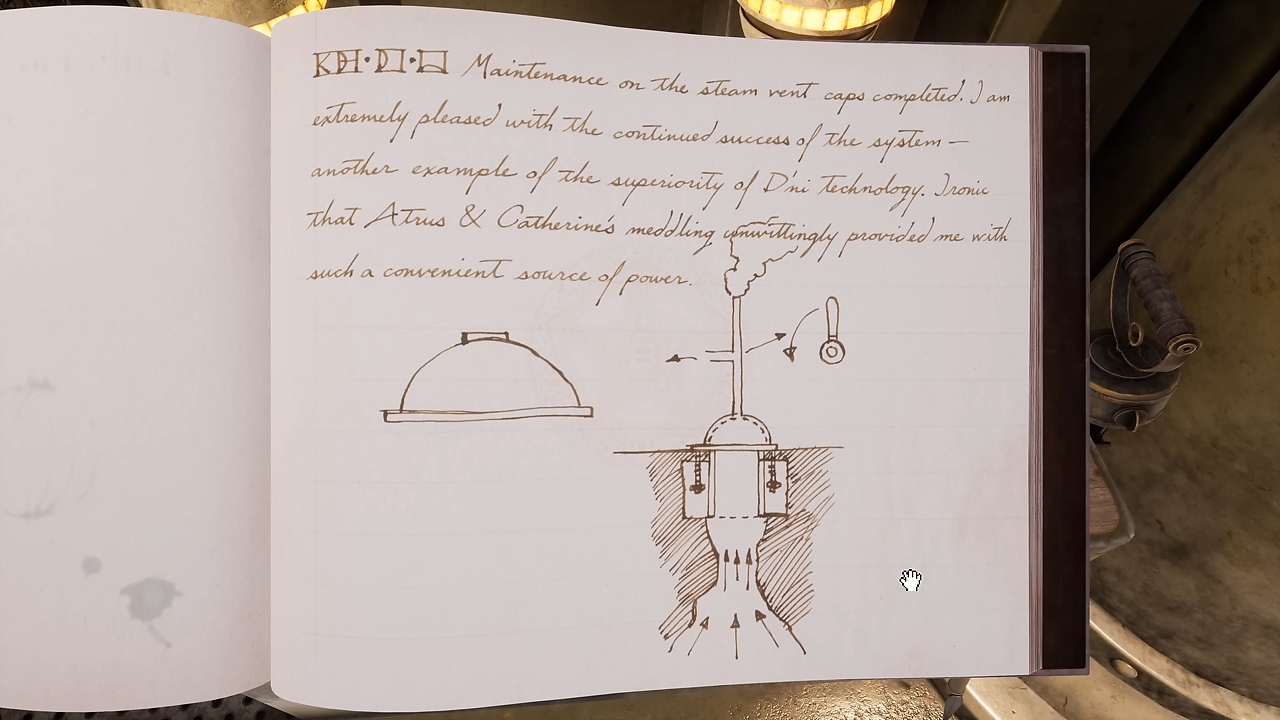 Maintenance on the steam vent caps completed. I am
extremely pleased with the continued success of the system —
another example of the superiority of D'ni technology. Ironic
that Atrus & Catherine's meddling unwittingly provided me with
such a convenient source of power.